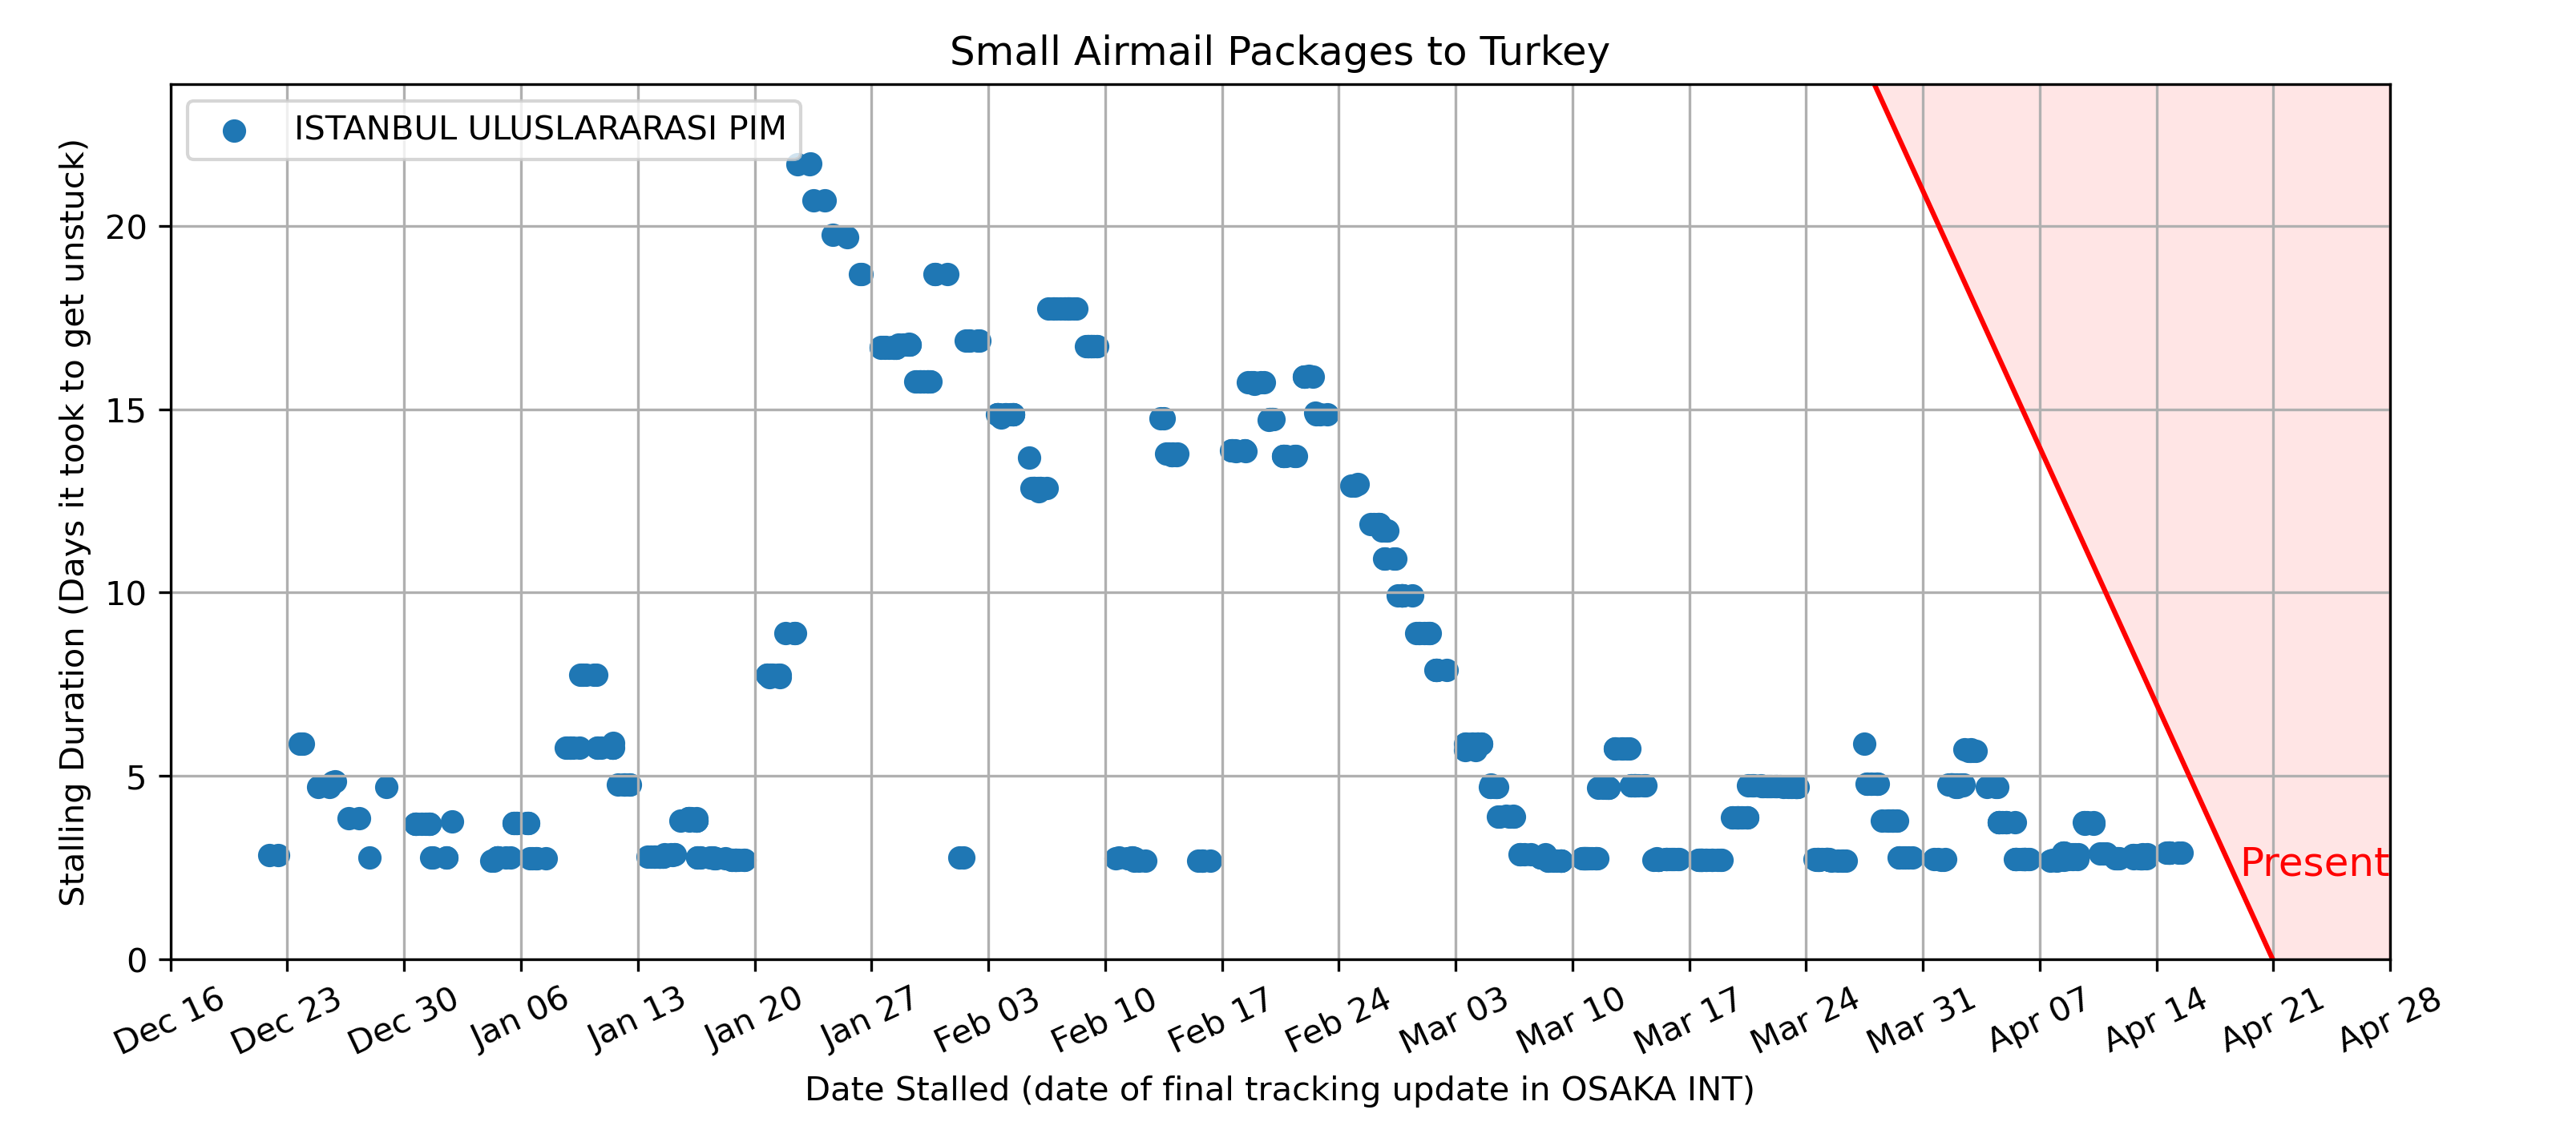 Small Airmail Packages to Turkey
ISTANBUL ULUSLARARASI PIM
Stalling Duration (Days it took to get unstuck)
20
15
10
5
0
Present
Dec 16
Dec 23
Dec 30
Jan 06
Jan 13
Jan 20
Jan 27
Feb 03
Feb 10
Feb 17
Feb 24
Mar 03
Mar 10
Mar 17
Mar 24
Mar 31
Apr 07
Apr 14
Apr 21
Apr 28
Date Stalled (date of final tracking update in OSAKA INT)